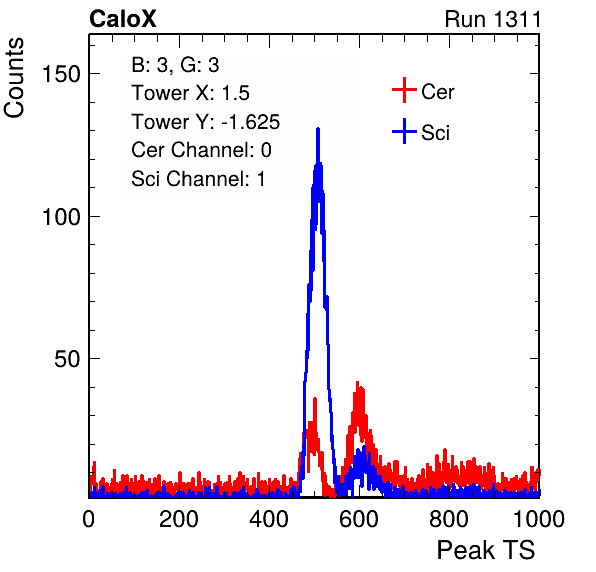 CaloX
Run 1311
Counts
150
100
50
B: 3, G: 3
Tower X: 1.5
Tower Y: -1.625
Cer Channel: 0
Sci Channel: 1
Cer
Sci
0 200 400 600 800 1000
Peak TS